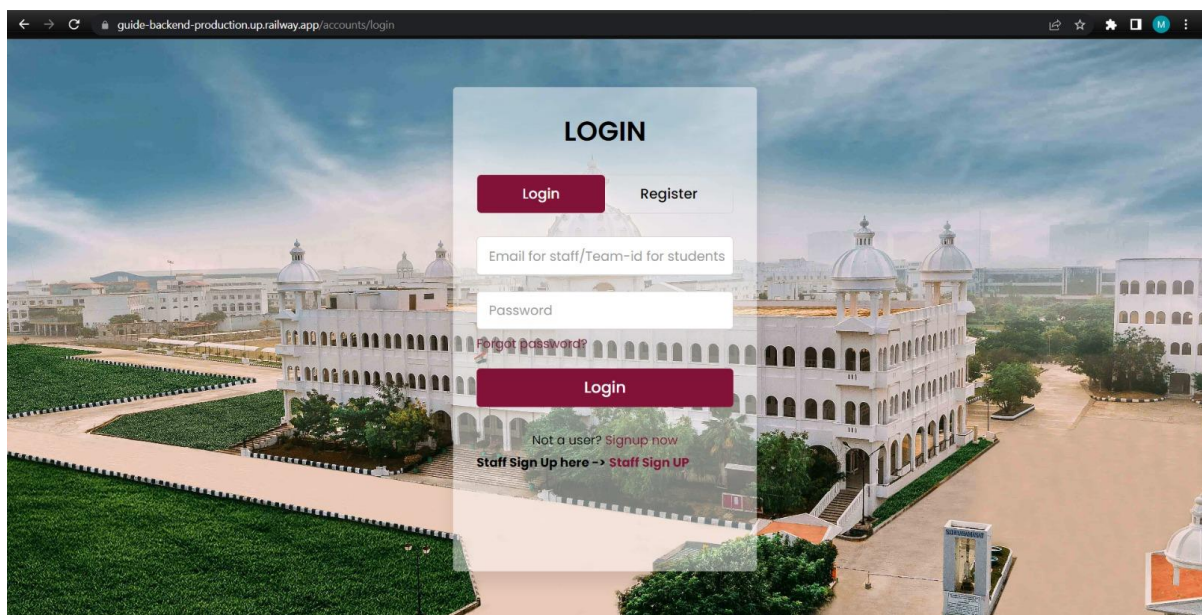 guide-backend-production.up.railway.app/accounts/login
M
LOGIN
Login Register
Email for staff/Team-id for students
Password
Forgot password?
Login
Not a user? Signup now
Staff Sign Up here -> Staff Sign UP